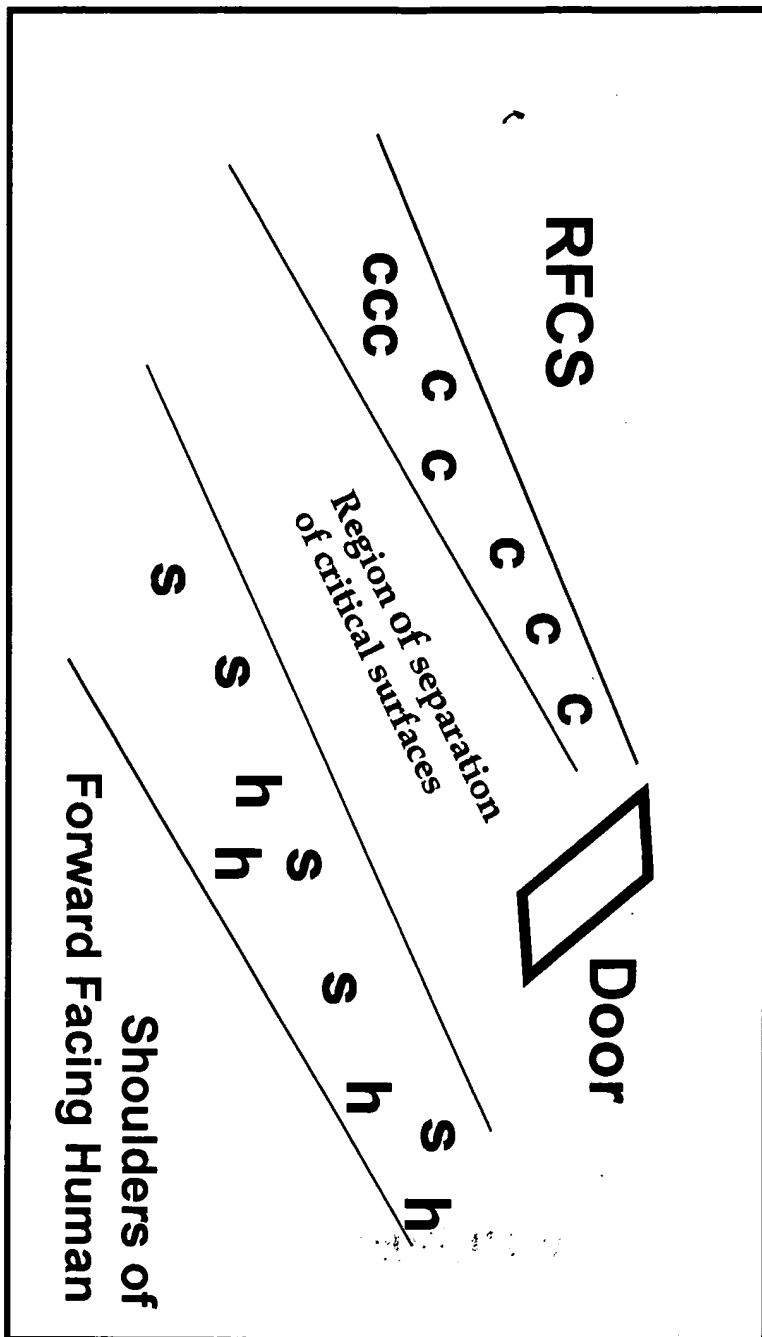 RFCS
Door
c
c
c
c c
ccc
Region of separation
of critical surfaces
s
h
h
s
s
h
h
s
s
Shoulders of
Forward Facing Human